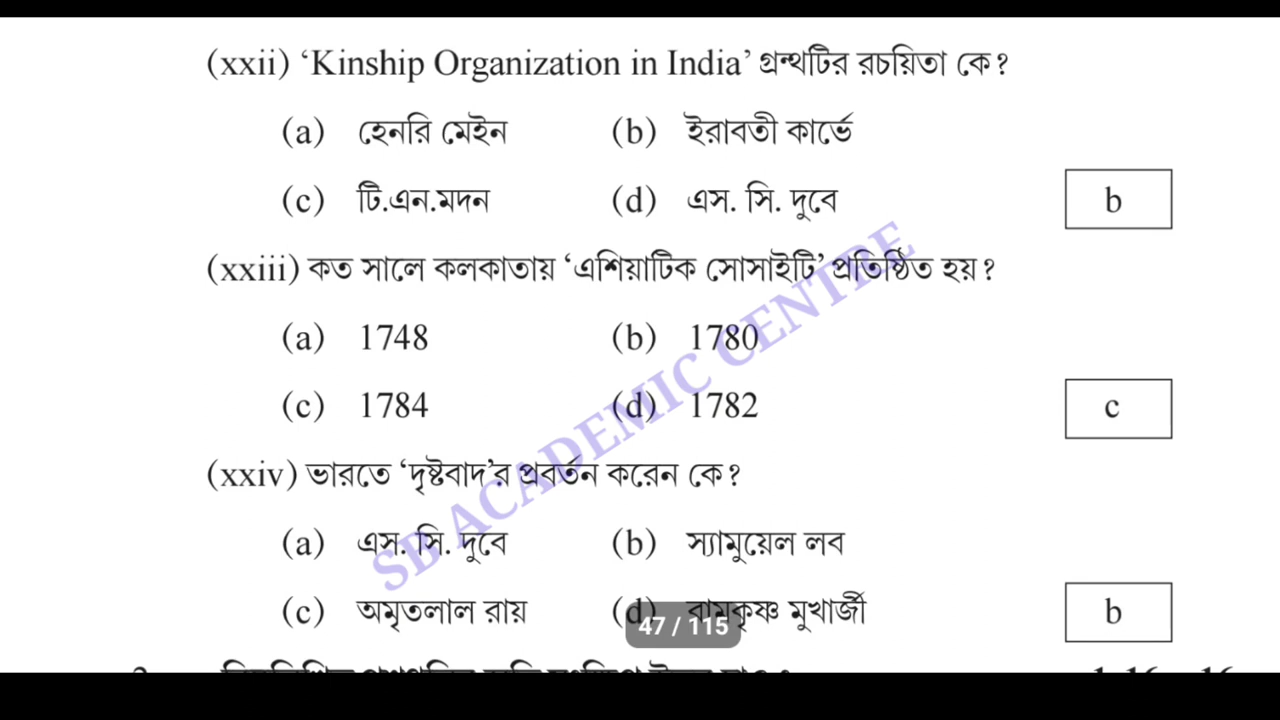 (xxii) ‘Kinship Organization in India’ গ্রন্থটির রচয়িতা কে?
(a) হেনরি মেইন (b) ইরাবতী কার্ভে
(c) টি.এন.মদন (d) এস. সি. দুবে b
(xxiii) কত সালে কলকাতায় ‘এশিয়াটিক সোসাইটি’ প্রতিষ্ঠিত হয়?
(a) 1748 (b) 1780
(c) 1784 (d) 1782 c
(xxiv) ভারতে ‘দৃষ্টবাদ’র প্রবর্তন করেন কে?
(a) এস. সি. দুবে (b) স্যামুয়েল লব
(c) অমৃতলাল রায় (d) রামকৃষ্ণ মুখার্জী b
47 / 115
SB ACADEMIC CENTRE